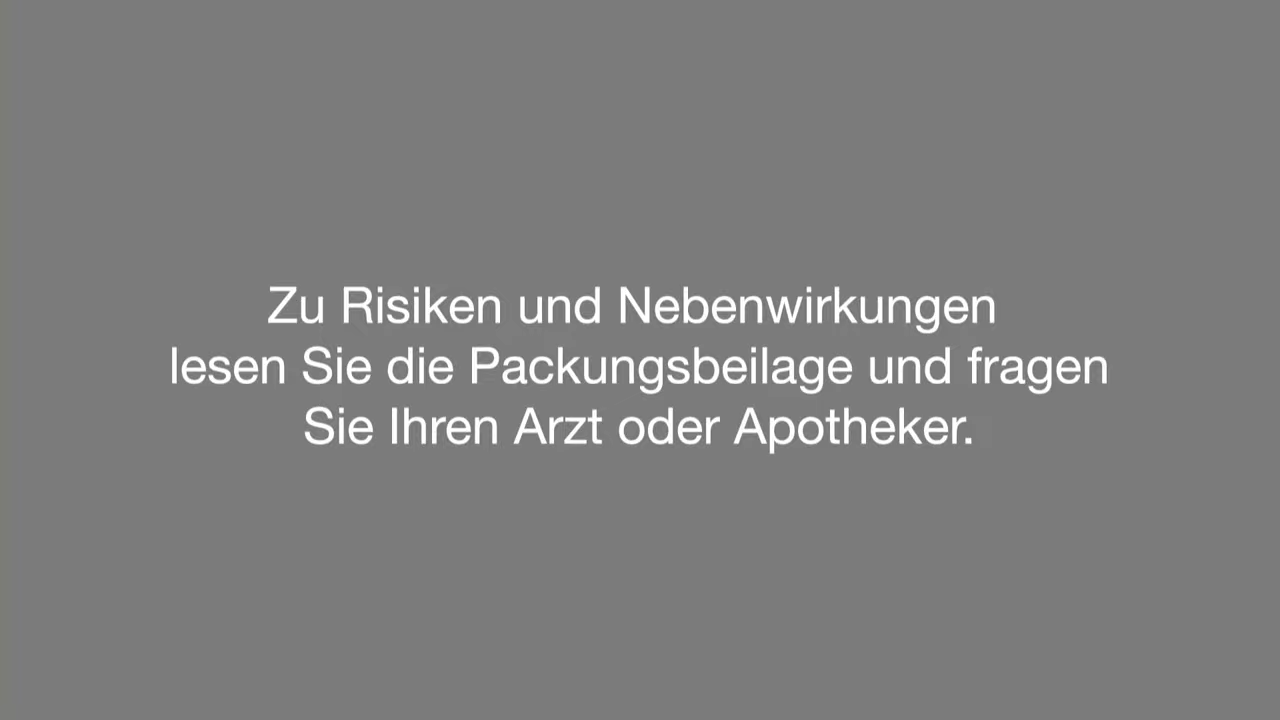 Zu Risiken und Nebenwirkungen
lesen Sie die Packungsbeilage und fragen
Sie Ihren Arzt oder Apotheker.